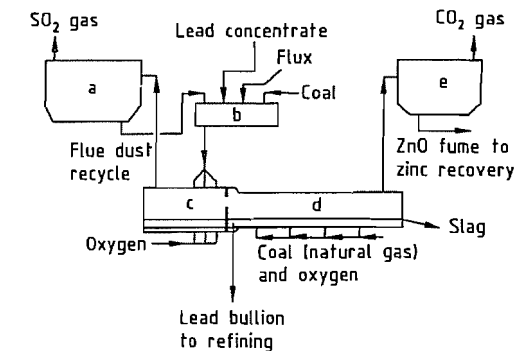 SO2 gas
CO2 gas
Lead concentrate
Flux
Coal
a
b
e
Flue dust
recycle
ZnO fume to
zinc recovery
c
d
Slag
Oxygen
Coal (natural gas)
and oxygen
Lead bullion
to refining